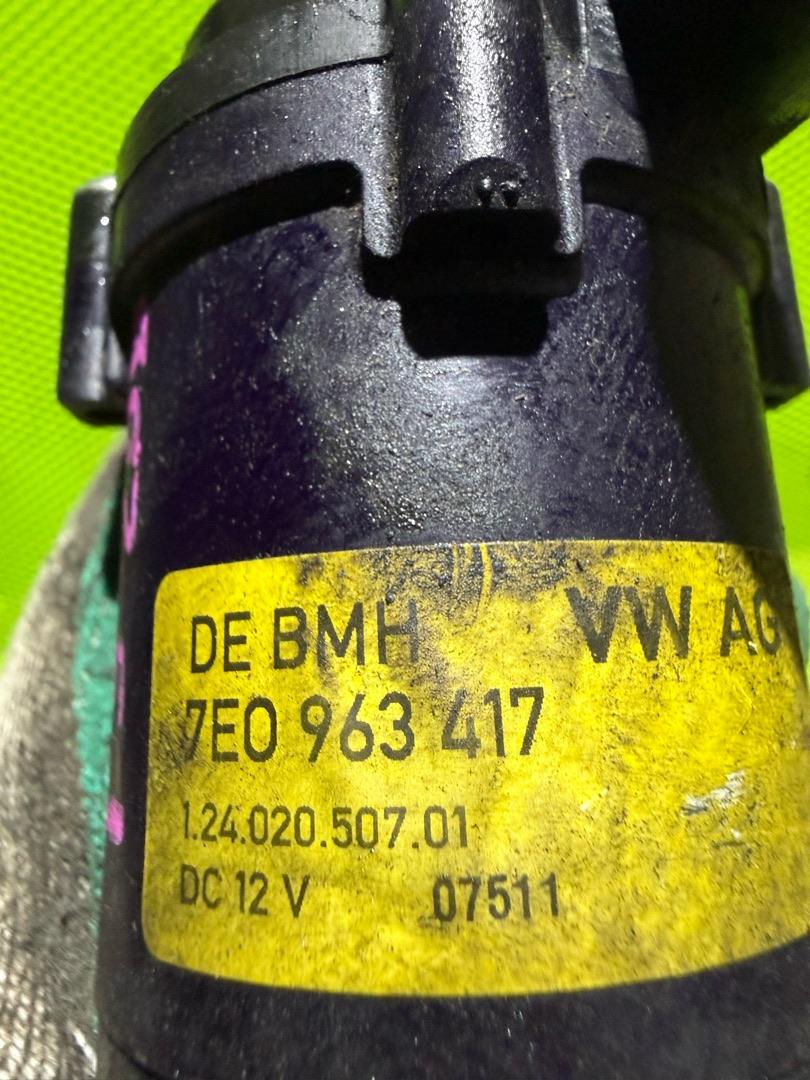 DE BMH VW AG
7E0 963 417
1.24.020.507.01
DC 12 V 07511